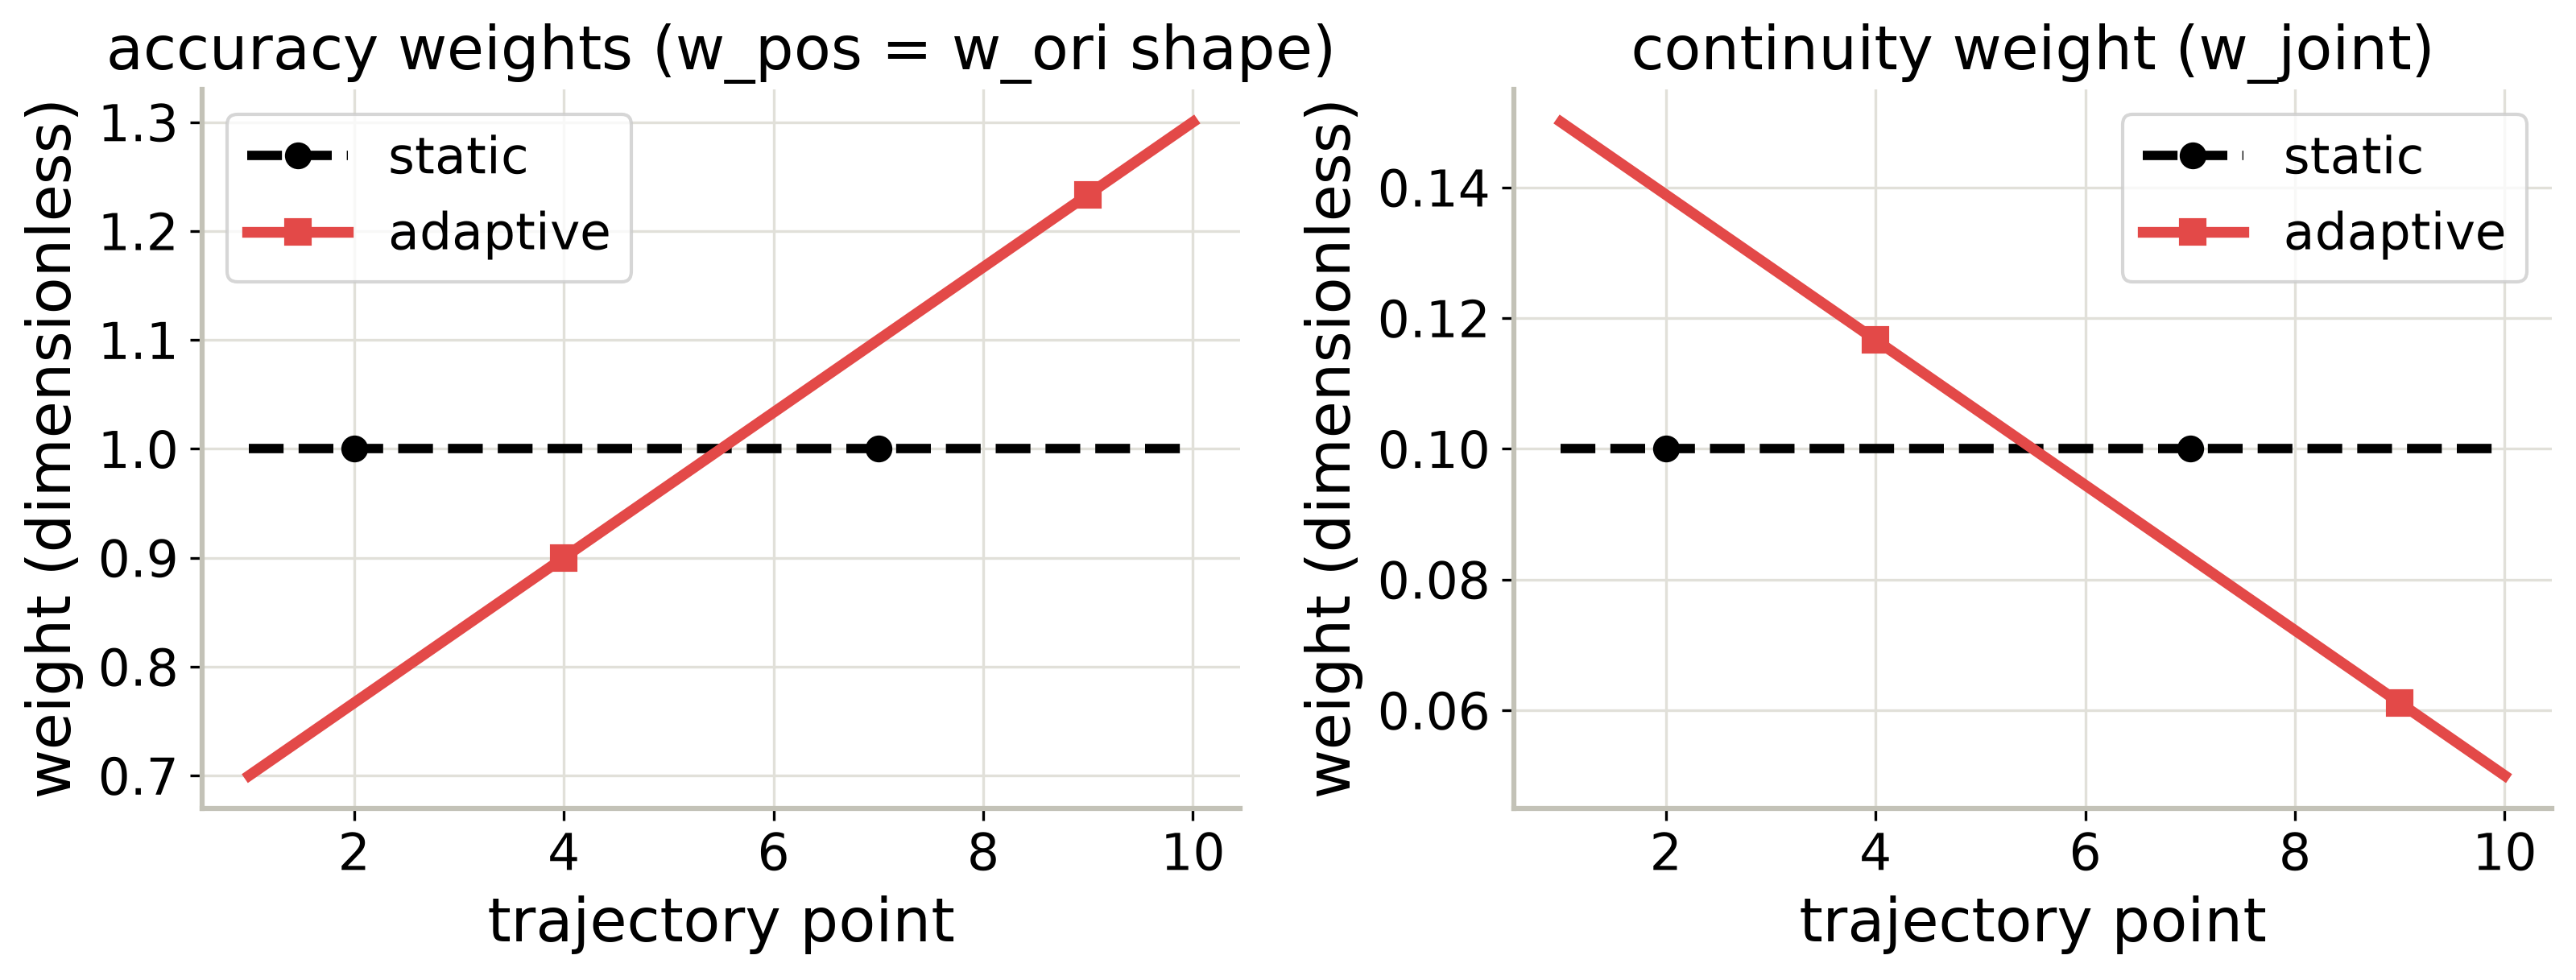 accuracy weights (w_pos = w_ori shape)
weight (dimensionless)
1.3
1.2
1.1
1.0
0.9
0.8
0.7
static
adaptive
2
4
6
8
10
trajectory point
continuity weight (w_joint)
weight (dimensionless)
0.14
0.12
0.10
0.08
0.06
static
adaptive
2
4
6
8
10
trajectory point